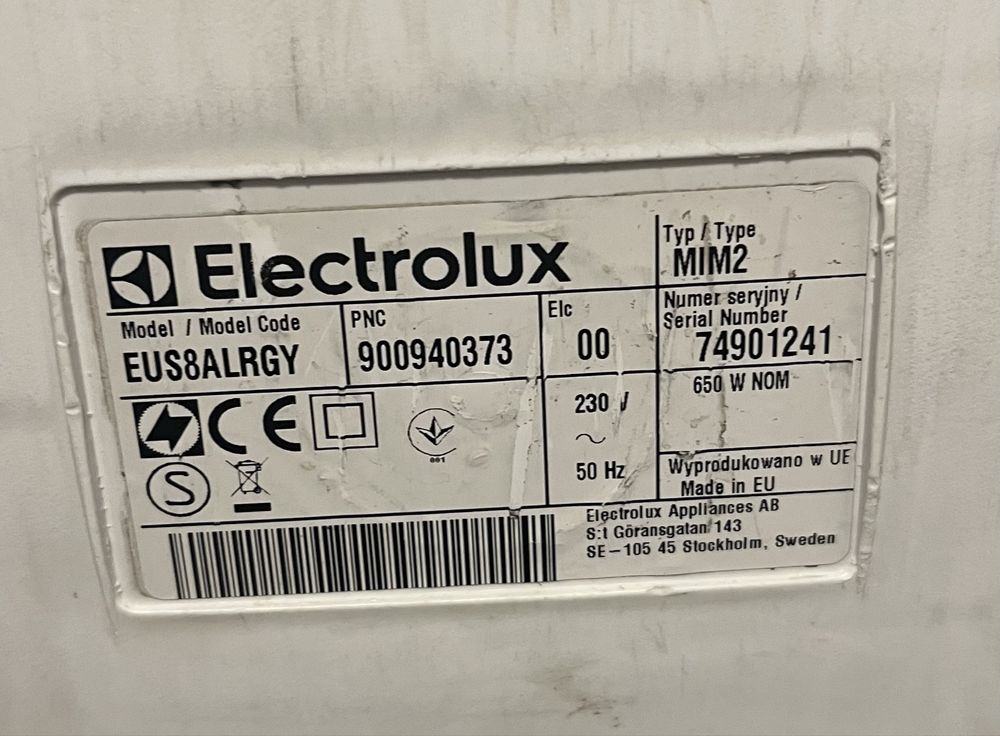 Electrolux
Typ / Type
MIM2
Model / Model Code
EUS8ALRGY
PNC
900940373
Elc
00
Numer seryjny /
Serial Number
74901241
CE
S
001
230 V
~
50 Hz
650 W NOM
Wyprodukowano w UE
Made in EU
Electrolux Appliances AB
S:t Göransgatan 143
SE-105 45 Stockholm, Sweden